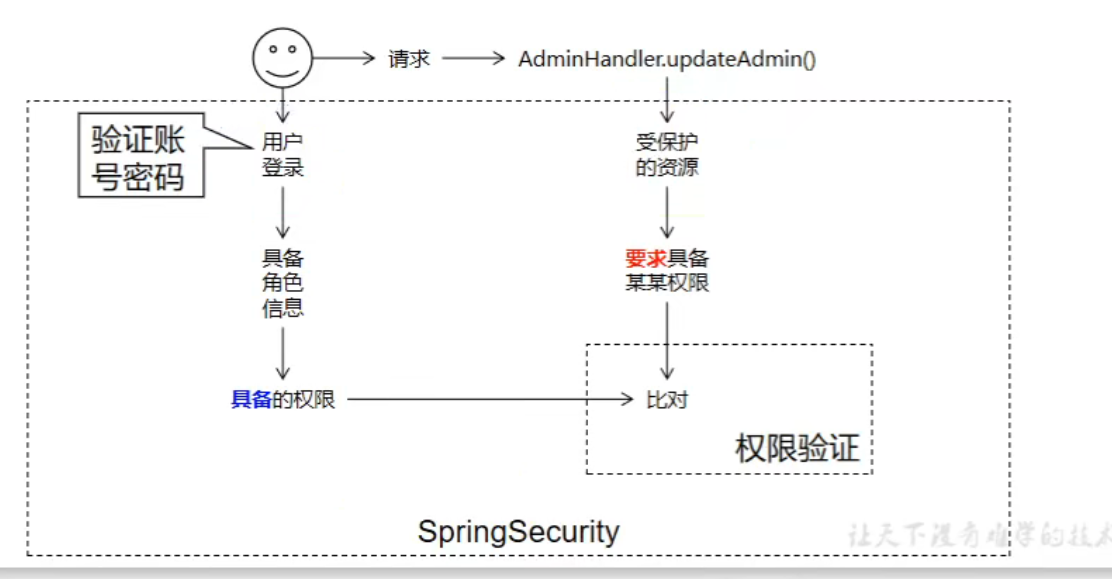 请求
AdminHandler.updateAdmin()
验证账
号密码
用户
登录
受保护
的资源
具备
角色
信息
要求具备
某某权限
具备的权限
比对
权限验证
SpringSecurity
让天下没有难学的技术